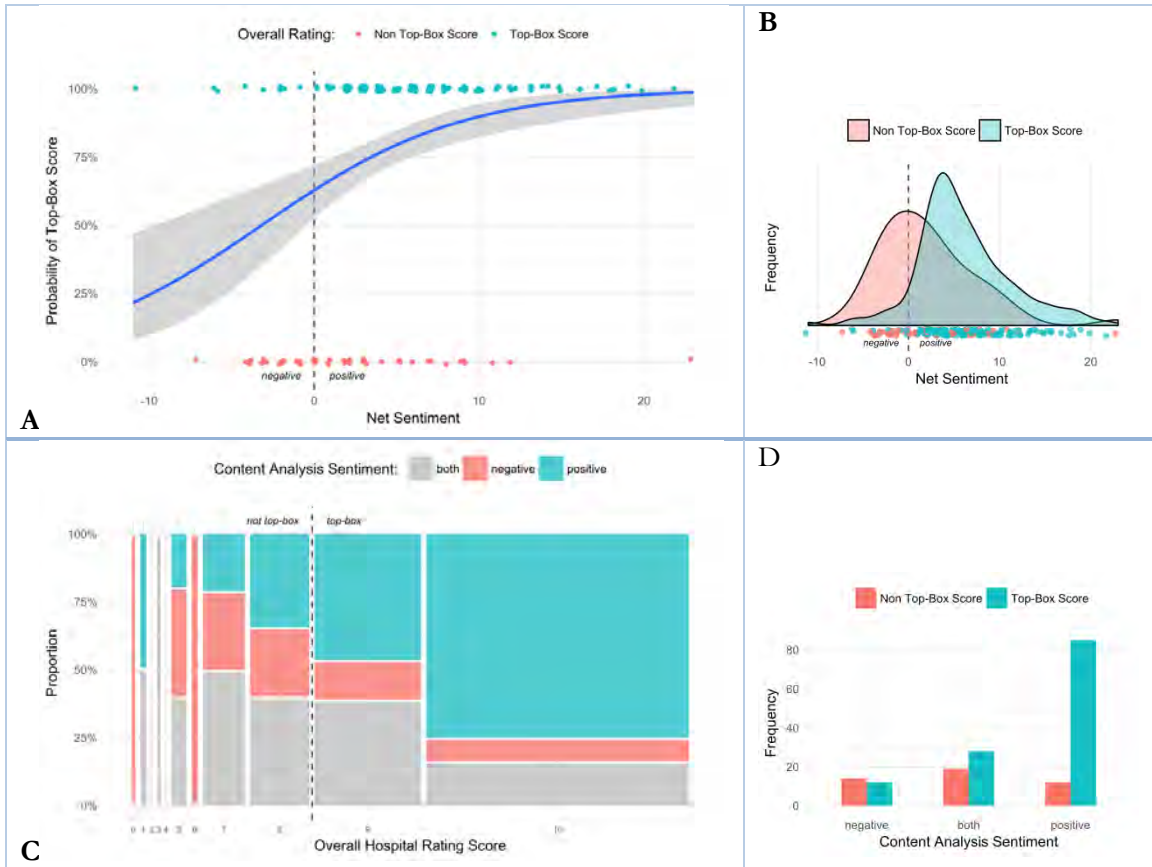 Overall Rating: Non Top-Box Score Top-Box Score
100%
75%
50%
25%
0%
Probability of Top-Box Score
negative positive
-10 0 10 20
Net Sentiment
A
B
Non Top-Box Score Top-Box Score
Frequency
negative positive
-10 0 10 20
Net Sentiment
Content Analysis Sentiment: both negative positive
not top-box top-box
100%
75%
50%
25%
0%
Proportion
7 9 10
Overall Hospital Rating Score
C
D
Non Top-Box Score Top-Box Score
80
60
40
20
0
Frequency
negative both positive
Content Analysis Sentiment